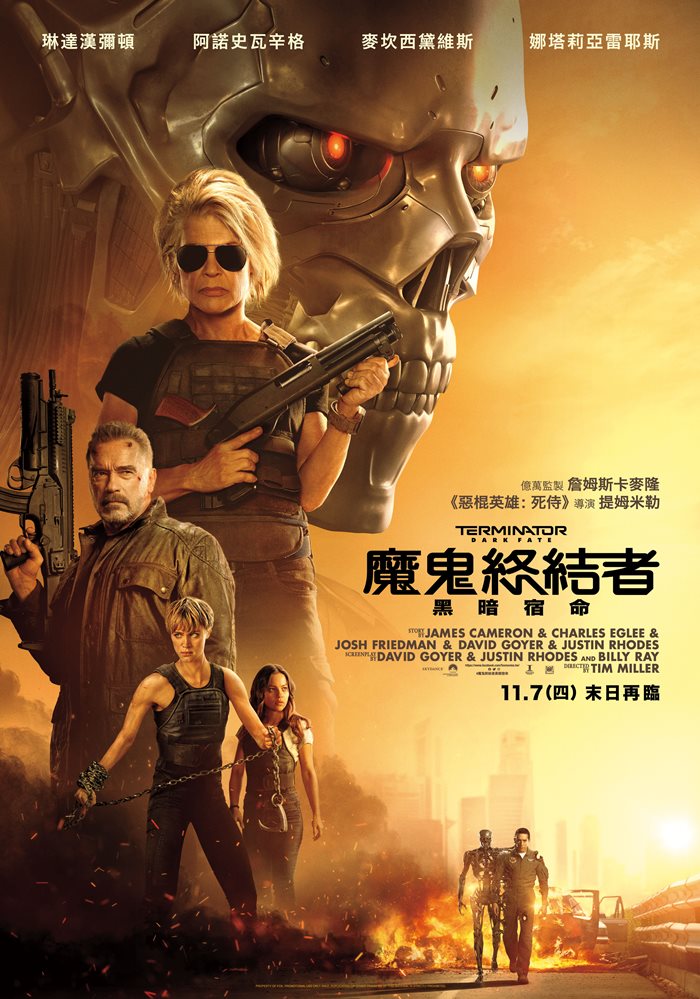 琳達漢彌頓 阿諾史瓦辛格 麥坎西黛維斯 娜塔莉亞雷耶斯
億萬監製 詹姆斯卡麥隆
《惡棍英雄：死侍》導演 提姆米勒
TERMINATOR
DARK FATE
魔鬼終結者
黑暗宿命
STORY BY JAMES CAMERON & CHARLES EGLEE &
JOSH FRIEDMAN & DAVID GOYER & JUSTIN RHODES
SCREENPLAY BY DAVID GOYER & JUSTIN RHODES AND BILLY RAY
DIRECTED BY TIM MILLER
SKYDANCE
11.7(四) 末日再臨